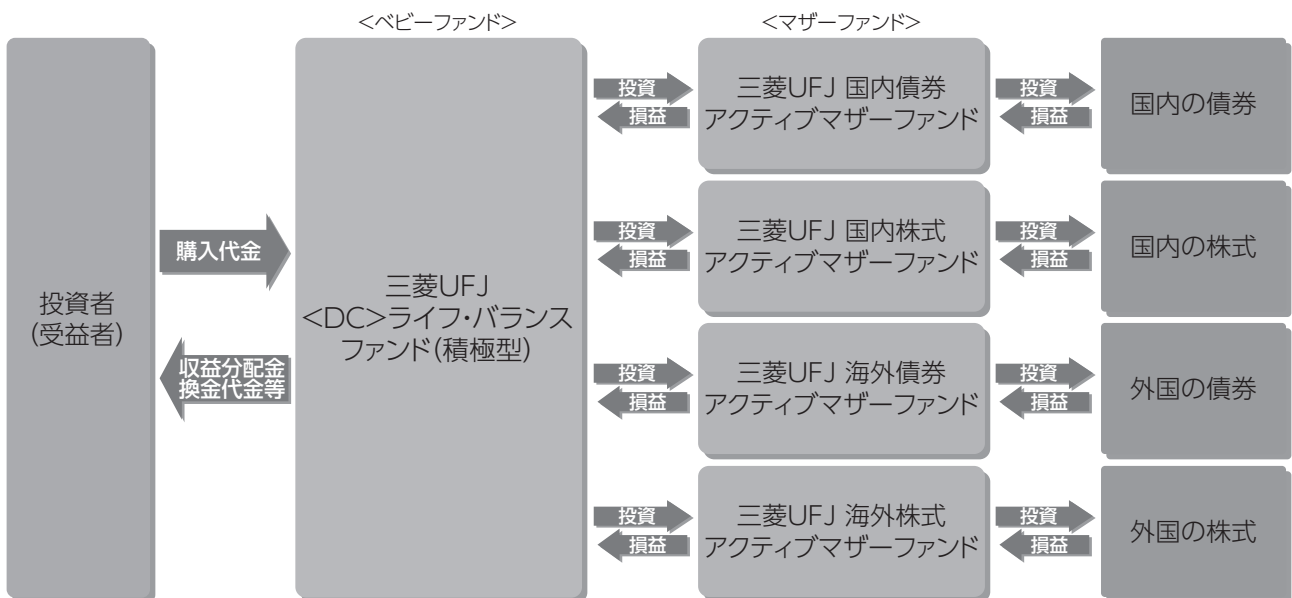 <ベビーファンド>
<マザーファンド>
投資者
(受益者)
購入代金
収益分配金
換金代金等
三菱UFJ
<DC>ライフ・バランス
ファンド(積極型)
投資
損益
三菱UFJ 国内債券
アクティブマザーファンド
投資
損益
国内の債券
投資
損益
三菱UFJ 国内株式
アクティブマザーファンド
投資
損益
国内の株式
投資
損益
三菱UFJ 海外債券
アクティブマザーファンド
投資
損益
外国の債券
投資
損益
三菱UFJ 海外株式
アクティブマザーファンド
投資
損益
外国の株式